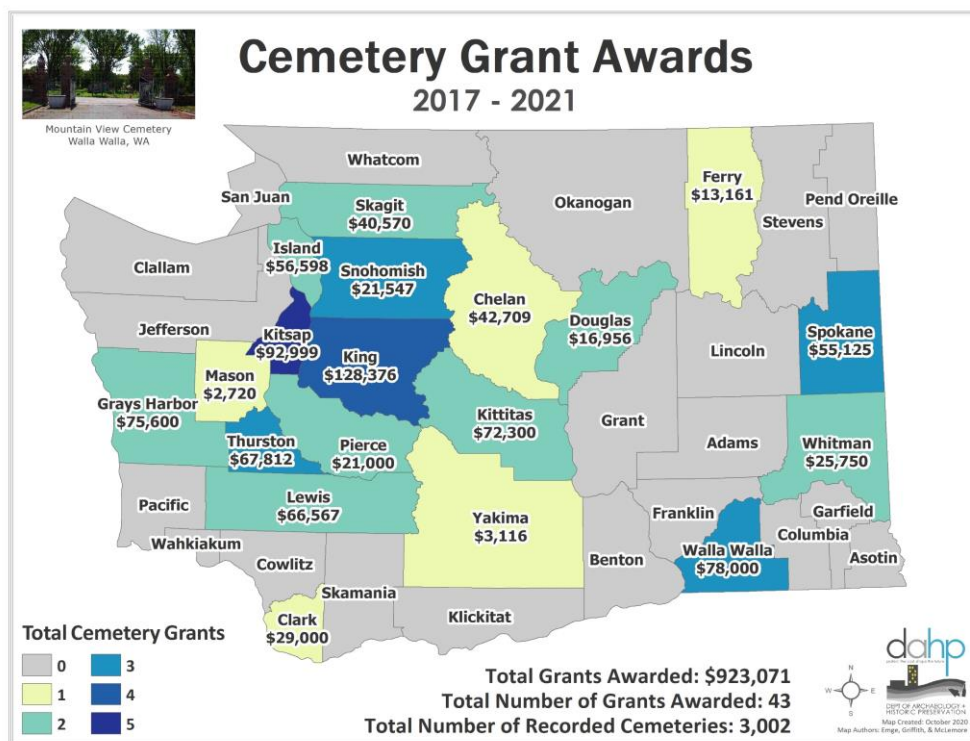 Cemetery Grant Awards
2017 - 2021
Mountain View Cemetery
Walla Walla, WA
Whatcom
San Juan
Skagit
$40,570
Okanogan
Ferry
$13,161
Stevens
Pend Oreille
Island
$56,598
Clallam
Snohomish
$21,547
Chelan
$42,709
Douglas
$16,956
Jefferson
Kitsap
$92,999
King
$128,376
Lincoln
Spokane
$55,125
Mason
$2,720
Grays Harbor
$75,600
Kittitas
$72,300
Grant
Thurston
$67,812
Pierce
$21,000
Adams
Whitman
$25,750
Lewis
$66,567
Pacific
Yakima
$3,116
Franklin
Garfield
Columbia
Wahkiakum
Walla Walla
$78,000
Asotin
Cowlitz
Benton
Skamania
Clark
$29,000
Klickitat
Total Cemetery Grants
0
1
2
3
4
5
Total Grants Awarded: $923,071
Total Number of Grants Awarded: 43
Total Number of Recorded Cemeteries: 3,002
N
W
E
S
dahp
DEPT OF ARCHAEOLOGY +
HISTORIC PRESERVATION
Map Created: October 2020
Map Authors: Emge, Griffith, & McLemore